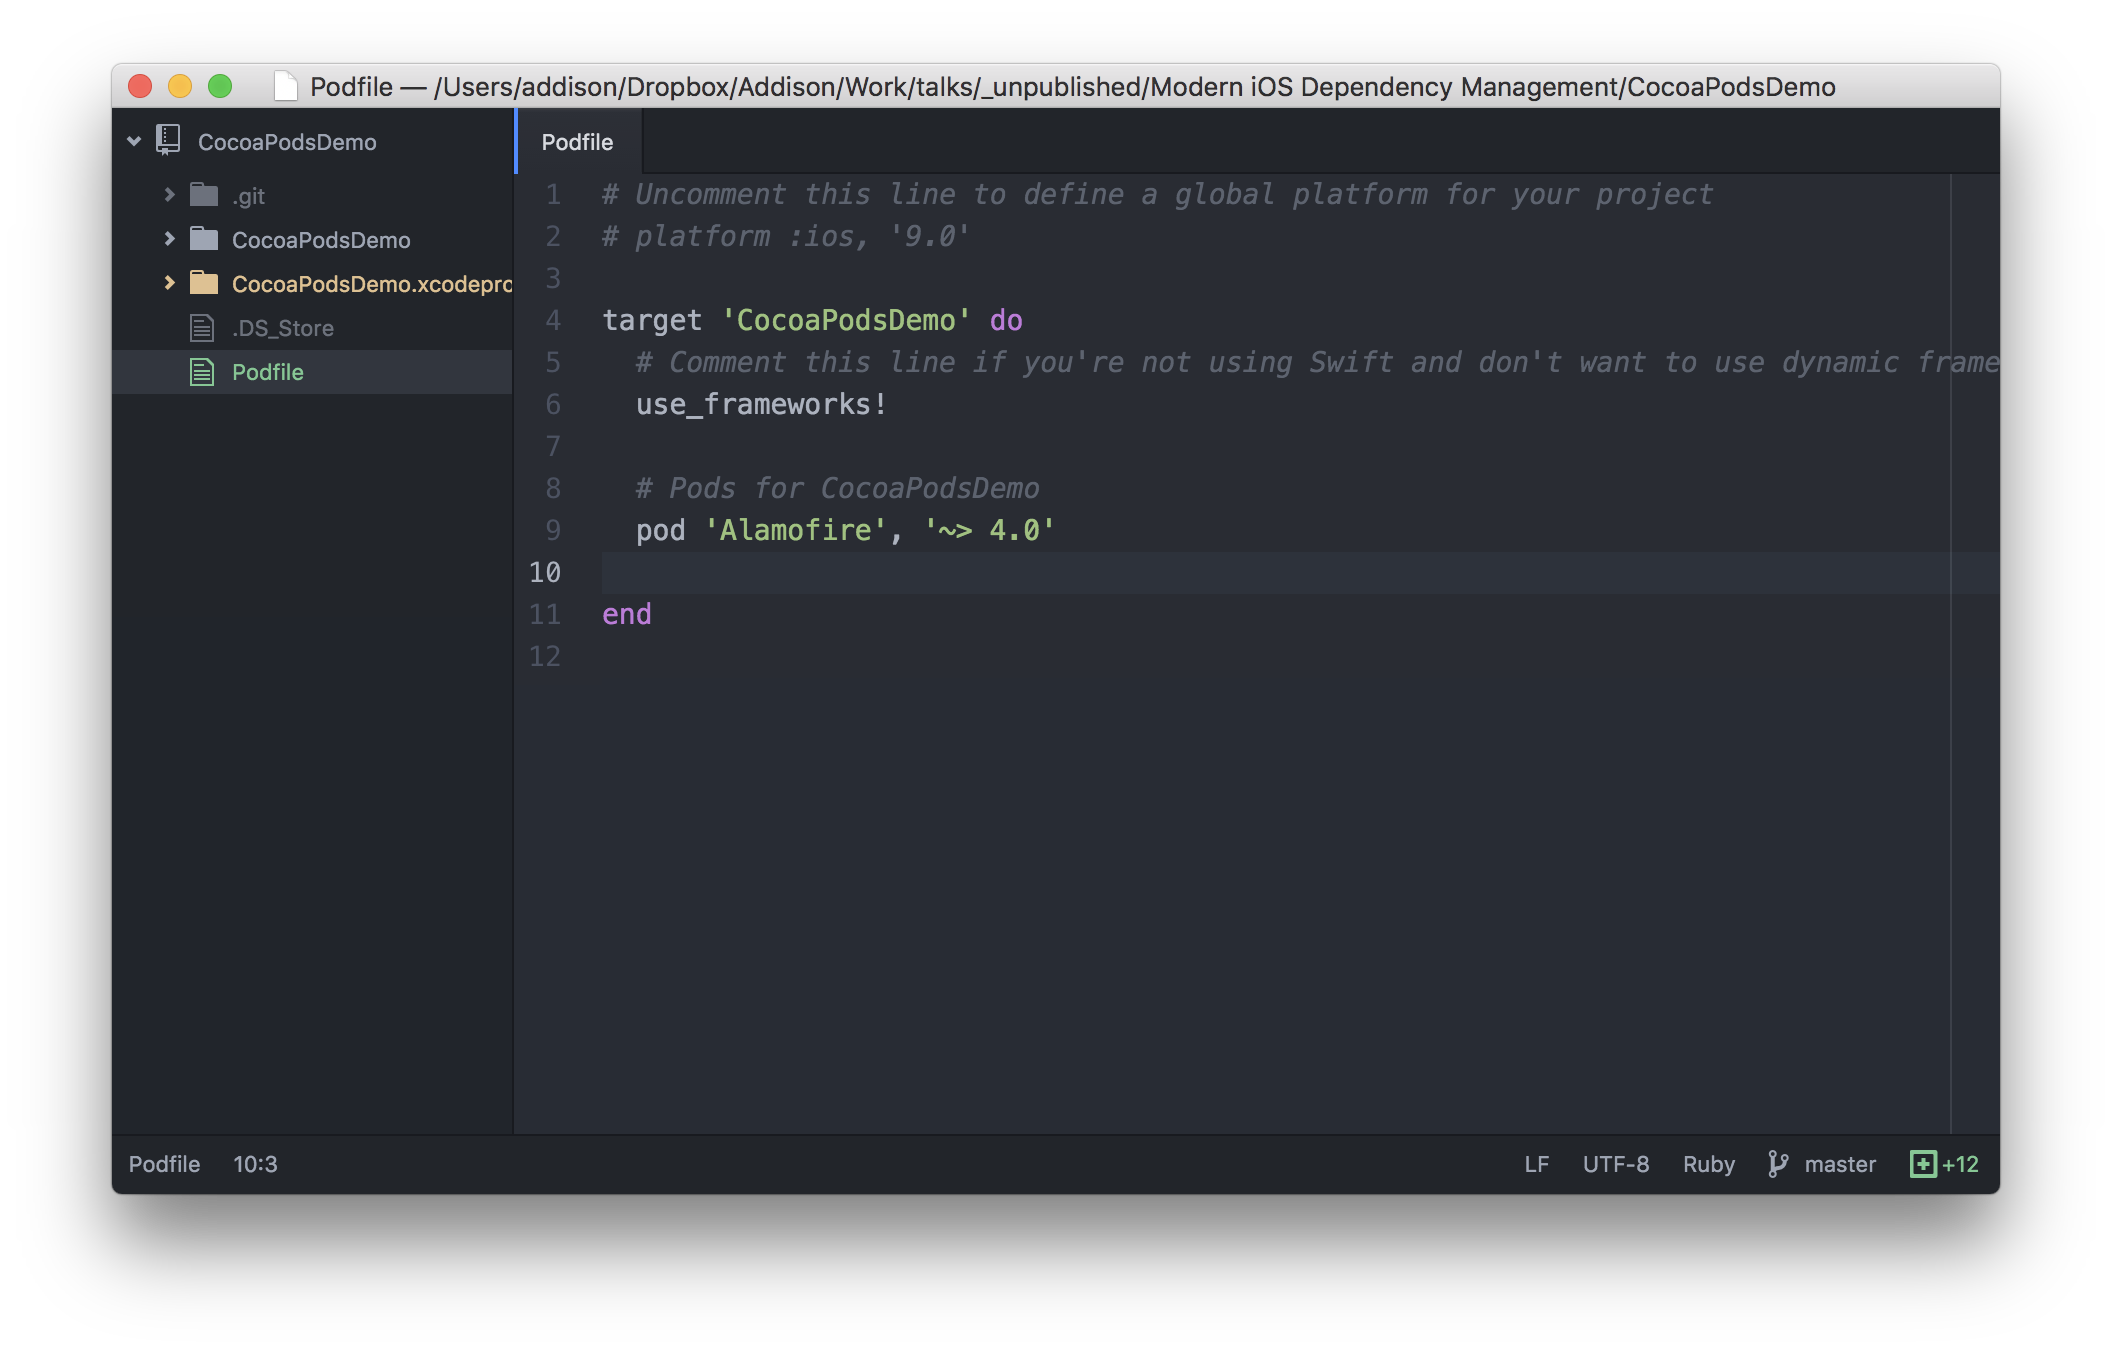 Podfile — /Users/addison/Dropbox/Addison/Work/talks/_unpublished/Modern iOS Dependency Management/CocoaPodsDemo
CocoaPodsDemo
.git
CocoaPodsDemo
CocoaPodsDemo.xcodepro
.DS_Store
Podfile
Podfile
1 # Uncomment this line to define a global platform for your project
2 # platform :ios, '9.0'
3
4 target 'CocoaPodsDemo' do
5   # Comment this line if you're not using Swift and don't want to use dynamic frame
6   use_frameworks!
7
8   # Pods for CocoaPodsDemo
9   pod 'Alamofire', '~> 4.0'
10
11 end
12
Podfile 10:3 LF UTF-8 Ruby master +12